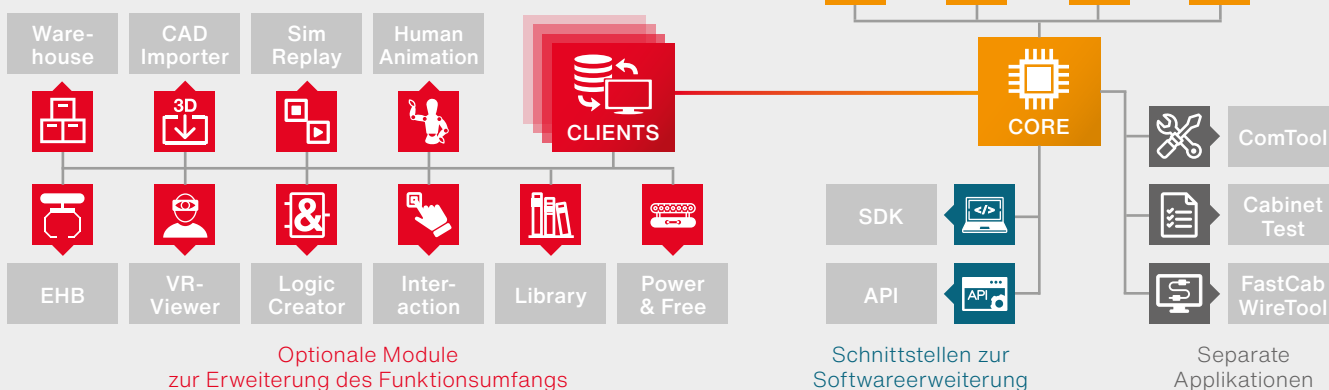 Ware-
house
CAD
Importer
Sim
Replay
Human
Animation
CLIENTS
CORE
3D
&
ComTool
SDK
</>
Cabinet
Test
EHB
VR-
Viewer
Logic
Creator
Inter-
action
Library
Power
& Free
API
API
FastCab
WireTool
Optionale Module
zur Erweiterung des Funktionsumfangs
Schnittstellen zur
Softwareerweiterung
Separate
Applikationen